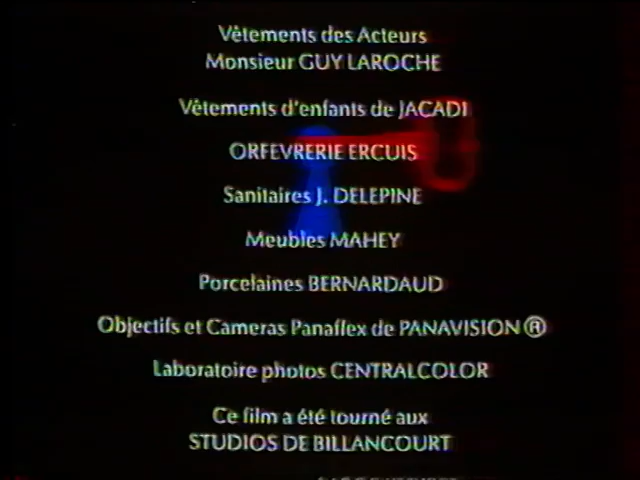 Vêtements des Acteurs
Monsieur GUY LAROCHE
Vêtements d'enfants de JACADI
ORFEVRERIE ERCUIS
Sanitaires J. DELEPINE
Meubles MAHEY
Porcelaines BERNARDAUD
Objectifs et Cameras Panaflex de PANAVISION ®
Laboratoire photos CENTRALCOLOR
Ce film a été tourné aux
STUDIOS DE BILLANCOURT